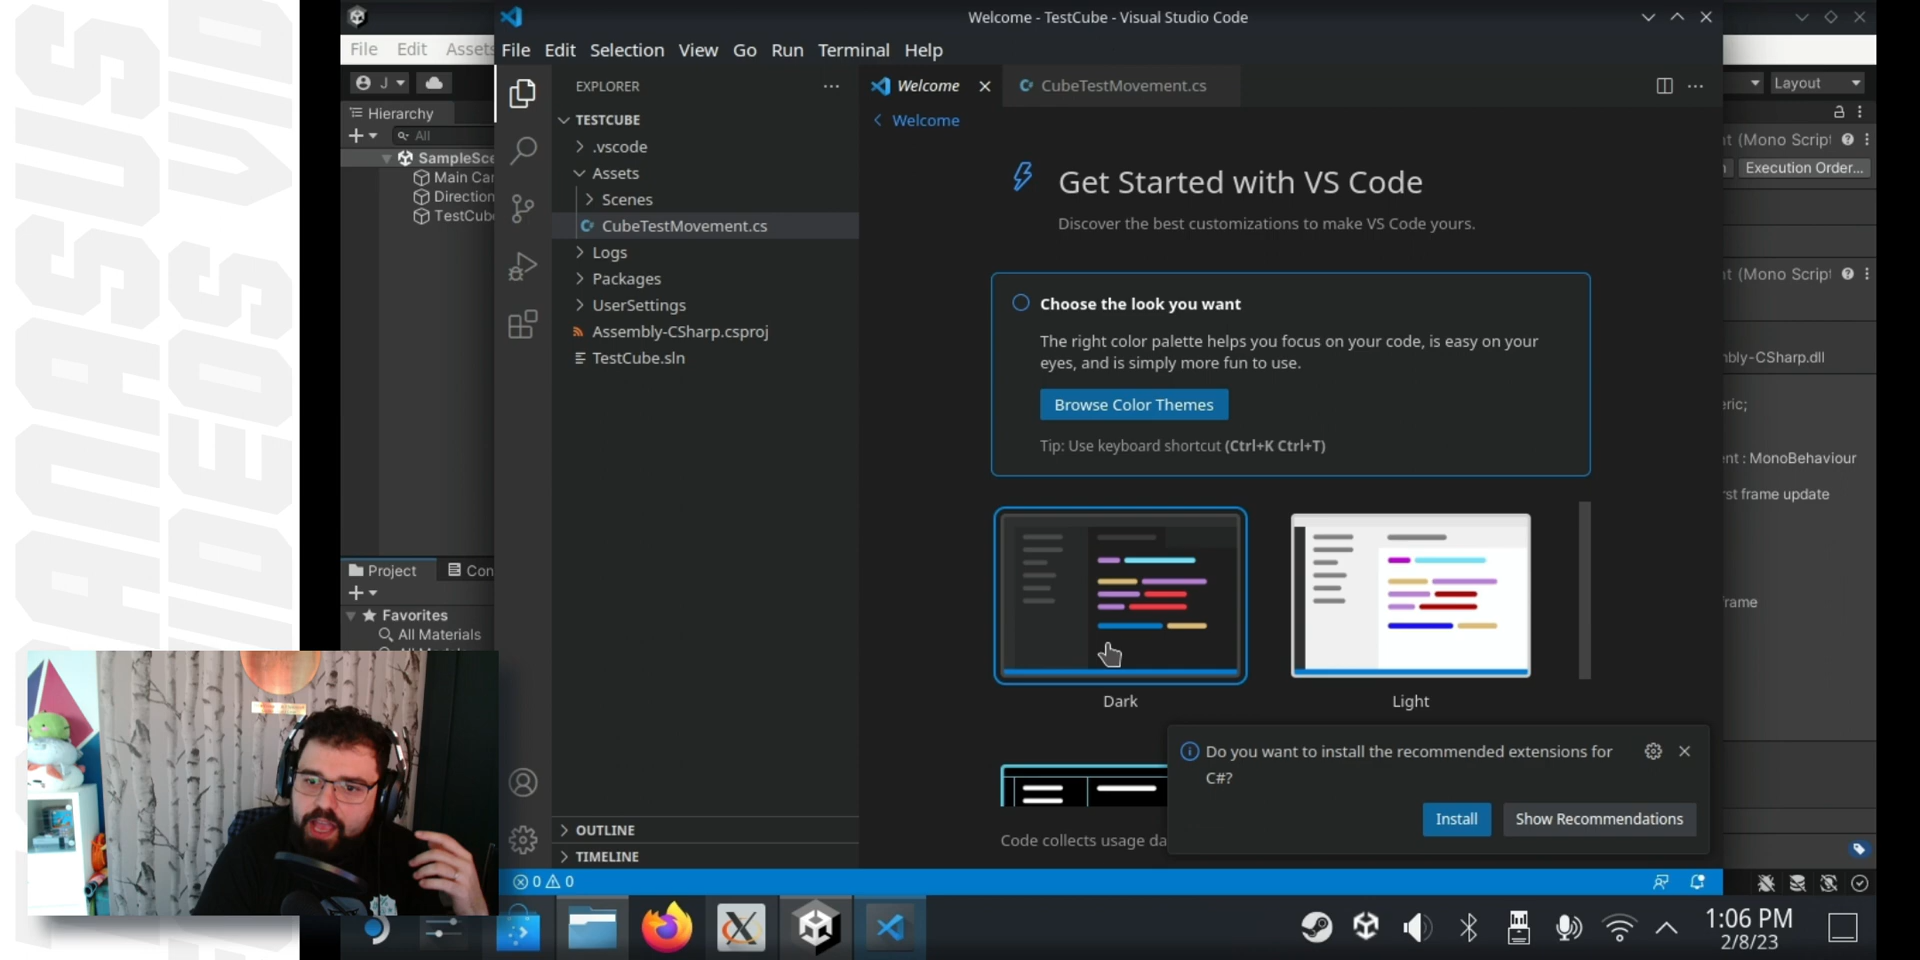 Welcome - TestCube - Visual Studio Code
File Edit Assets
File Edit Selection View Go Run Terminal Help
J
Layout
Hierarchy
All
SampleSce
Main Car
Direction
TestCub
EXPLORER
TESTCUBE
.vscode
Assets
Scenes
CubeTestMovement.cs
Logs
Packages
UserSettings
Assembly-CSharp.csproj
TestCube.sln
OUTLINE
TIMELINE
Welcome
CubeTestMovement.cs
Welcome
Get Started with VS Code
Discover the best customizations to make VS Code yours.
Choose the look you want
The right color palette helps you focus on your code, is easy on your
eyes, and is simply more fun to use.
Browse Color Themes
Tip: Use keyboard shortcut (Ctrl+K Ctrl+T)
Dark
Light
Code collects usage da
Do you want to install the recommended extensions for
C#?
Install
Show Recommendations
(Mono Script
Execution Order...
(Mono Script
bly-CSharp.dll
eric;
ent : MonoBehaviour
rst frame update
rame
Project
Con
Favorites
All Materials
0 0
1:06 PM
2/8/23